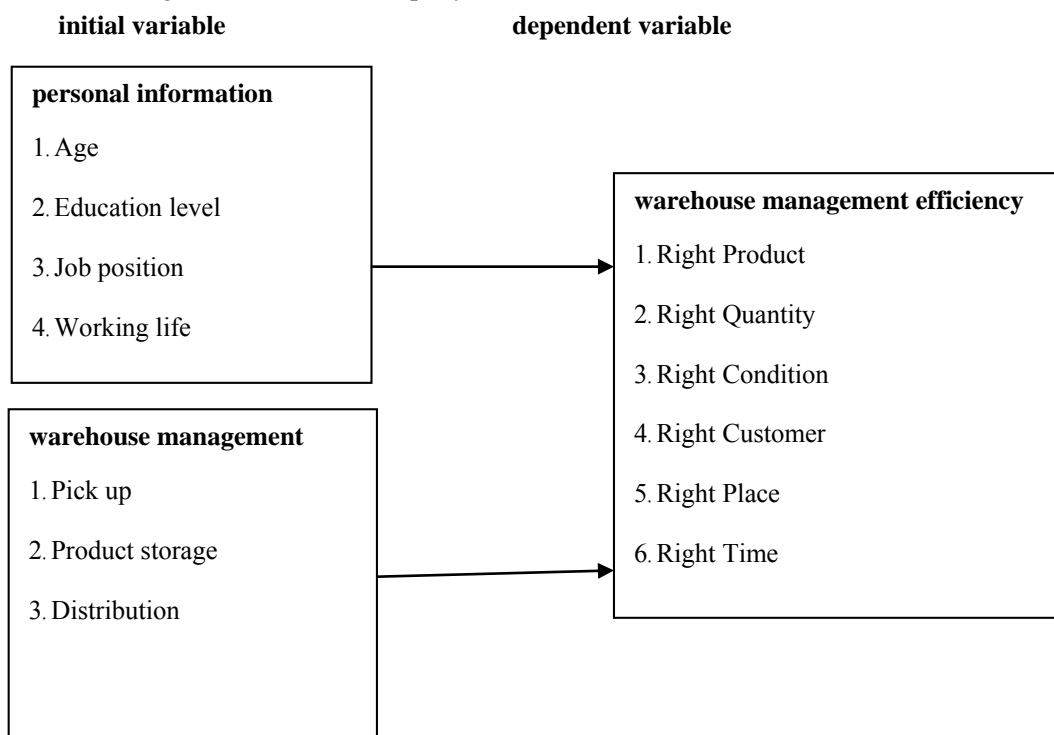 initial variable
dependent variable
personal information
1. Age
2. Education level
3. Job position
4. Working life
warehouse management efficiency
1. Right Product
2. Right Quantity
3. Right Condition
4. Right Customer
5. Right Place
6. Right Time
warehouse management
1. Pick up
2. Product storage
3. Distribution